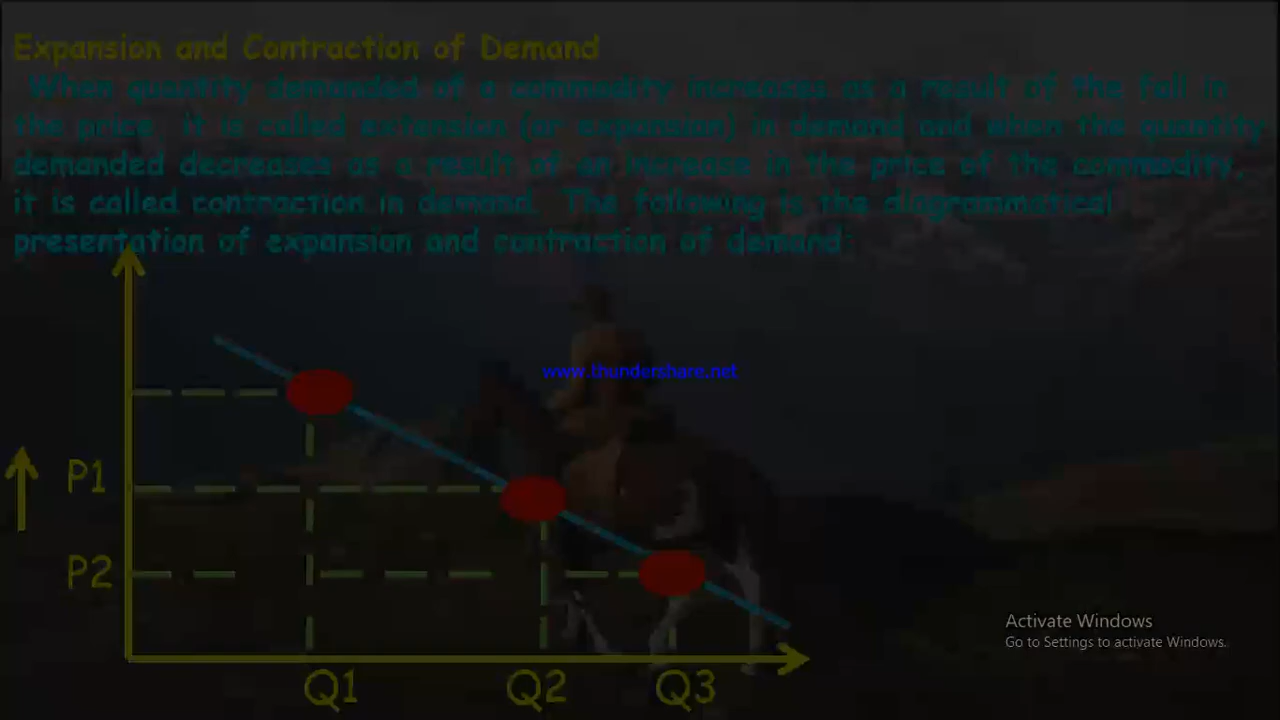 Expansion and Contraction of Demand
When quantity demanded of a commodity increases as a result of the fall in
the price it is called extension (or expansion) in demand and when the quantity
demanded decreases as a result of an increase in the price of the commodity,
it is called contraction in demand. The following is the diagrammatical
presentation of expansion and contraction of demand:
www.thundershare.net
P1
P2
Activate Windows
Go to Settings to activate Windows.
Q1 Q2 Q3